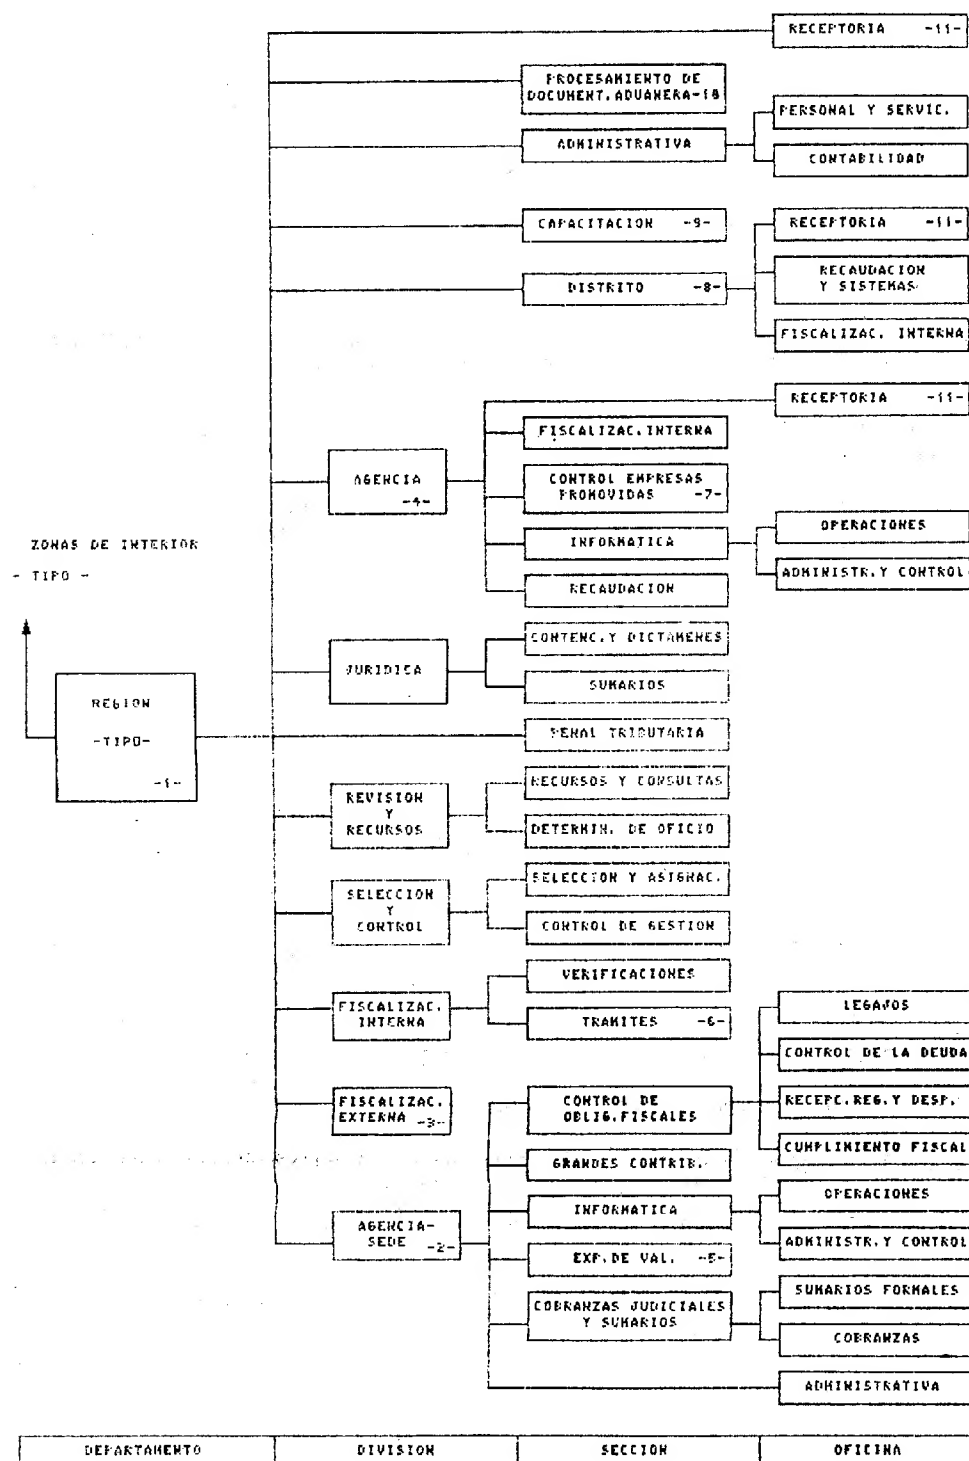 RECEPTORIA -11-
PROCESAMIENTO DE
DOCUMENT.ADUANERA-10
PERSONAL Y SERVIC.
ADMINISTRATIVA
CONTABILIDAD
CAPACITACION -9-
RECEPTORIA -11-
RECAUDACION
Y SISTEMAS
DISTRITO -8-
FISCALIZAC. INTERNA
RECEPTORIA -11-
FISCALIZAC.INTERNA
AGENCIA
-4-
CONTROL EMPRESAS
PROMOVIDAS -7-
OPERACIONES
INFORMATICA
ADMINISTR.Y CONTROL
RECAUDACION
ZONAS DE INTERIOR
- TIPO -
CONTENC.Y DICTAMENES
JURIDICA
SUMARIOS
REGION
-TIPO-
-1-
PENAL TRIBUTARIA
RECURSOS Y CONSULTAS
REVISION
Y
RECURSOS
DETERMIN. DE OFICIO
SELECCION Y ASIGNAC.
SELECCION
Y
CONTROL
CONTROL DE GESTION
VERIFICACIONES
FISCALIZAC.
INTERNA
TRAMITES -6-
LEGAJOS
CONTROL DE LA DEUDA
FISCALIZAC.
EXTERNA -3-
CONTROL DE
OBLIG.FISCALES
RECEPC.REG.Y DESP.
CUMPLIMIENTO FISCAL
GRANDES CONTRIB.
OPERACIONES
INFORMATICA
ADMINISTR.Y CONTROL
AGENCIA-
SEDE -2-
EXP.DE VAL. -5-
SUMARIOS FORMALES
COBRANZAS JUDICIALES
Y SUMARIOS
COBRANZAS
ADMINISTRATIVA
DEPARTAMENTO DIVISION SECCION OFICINA